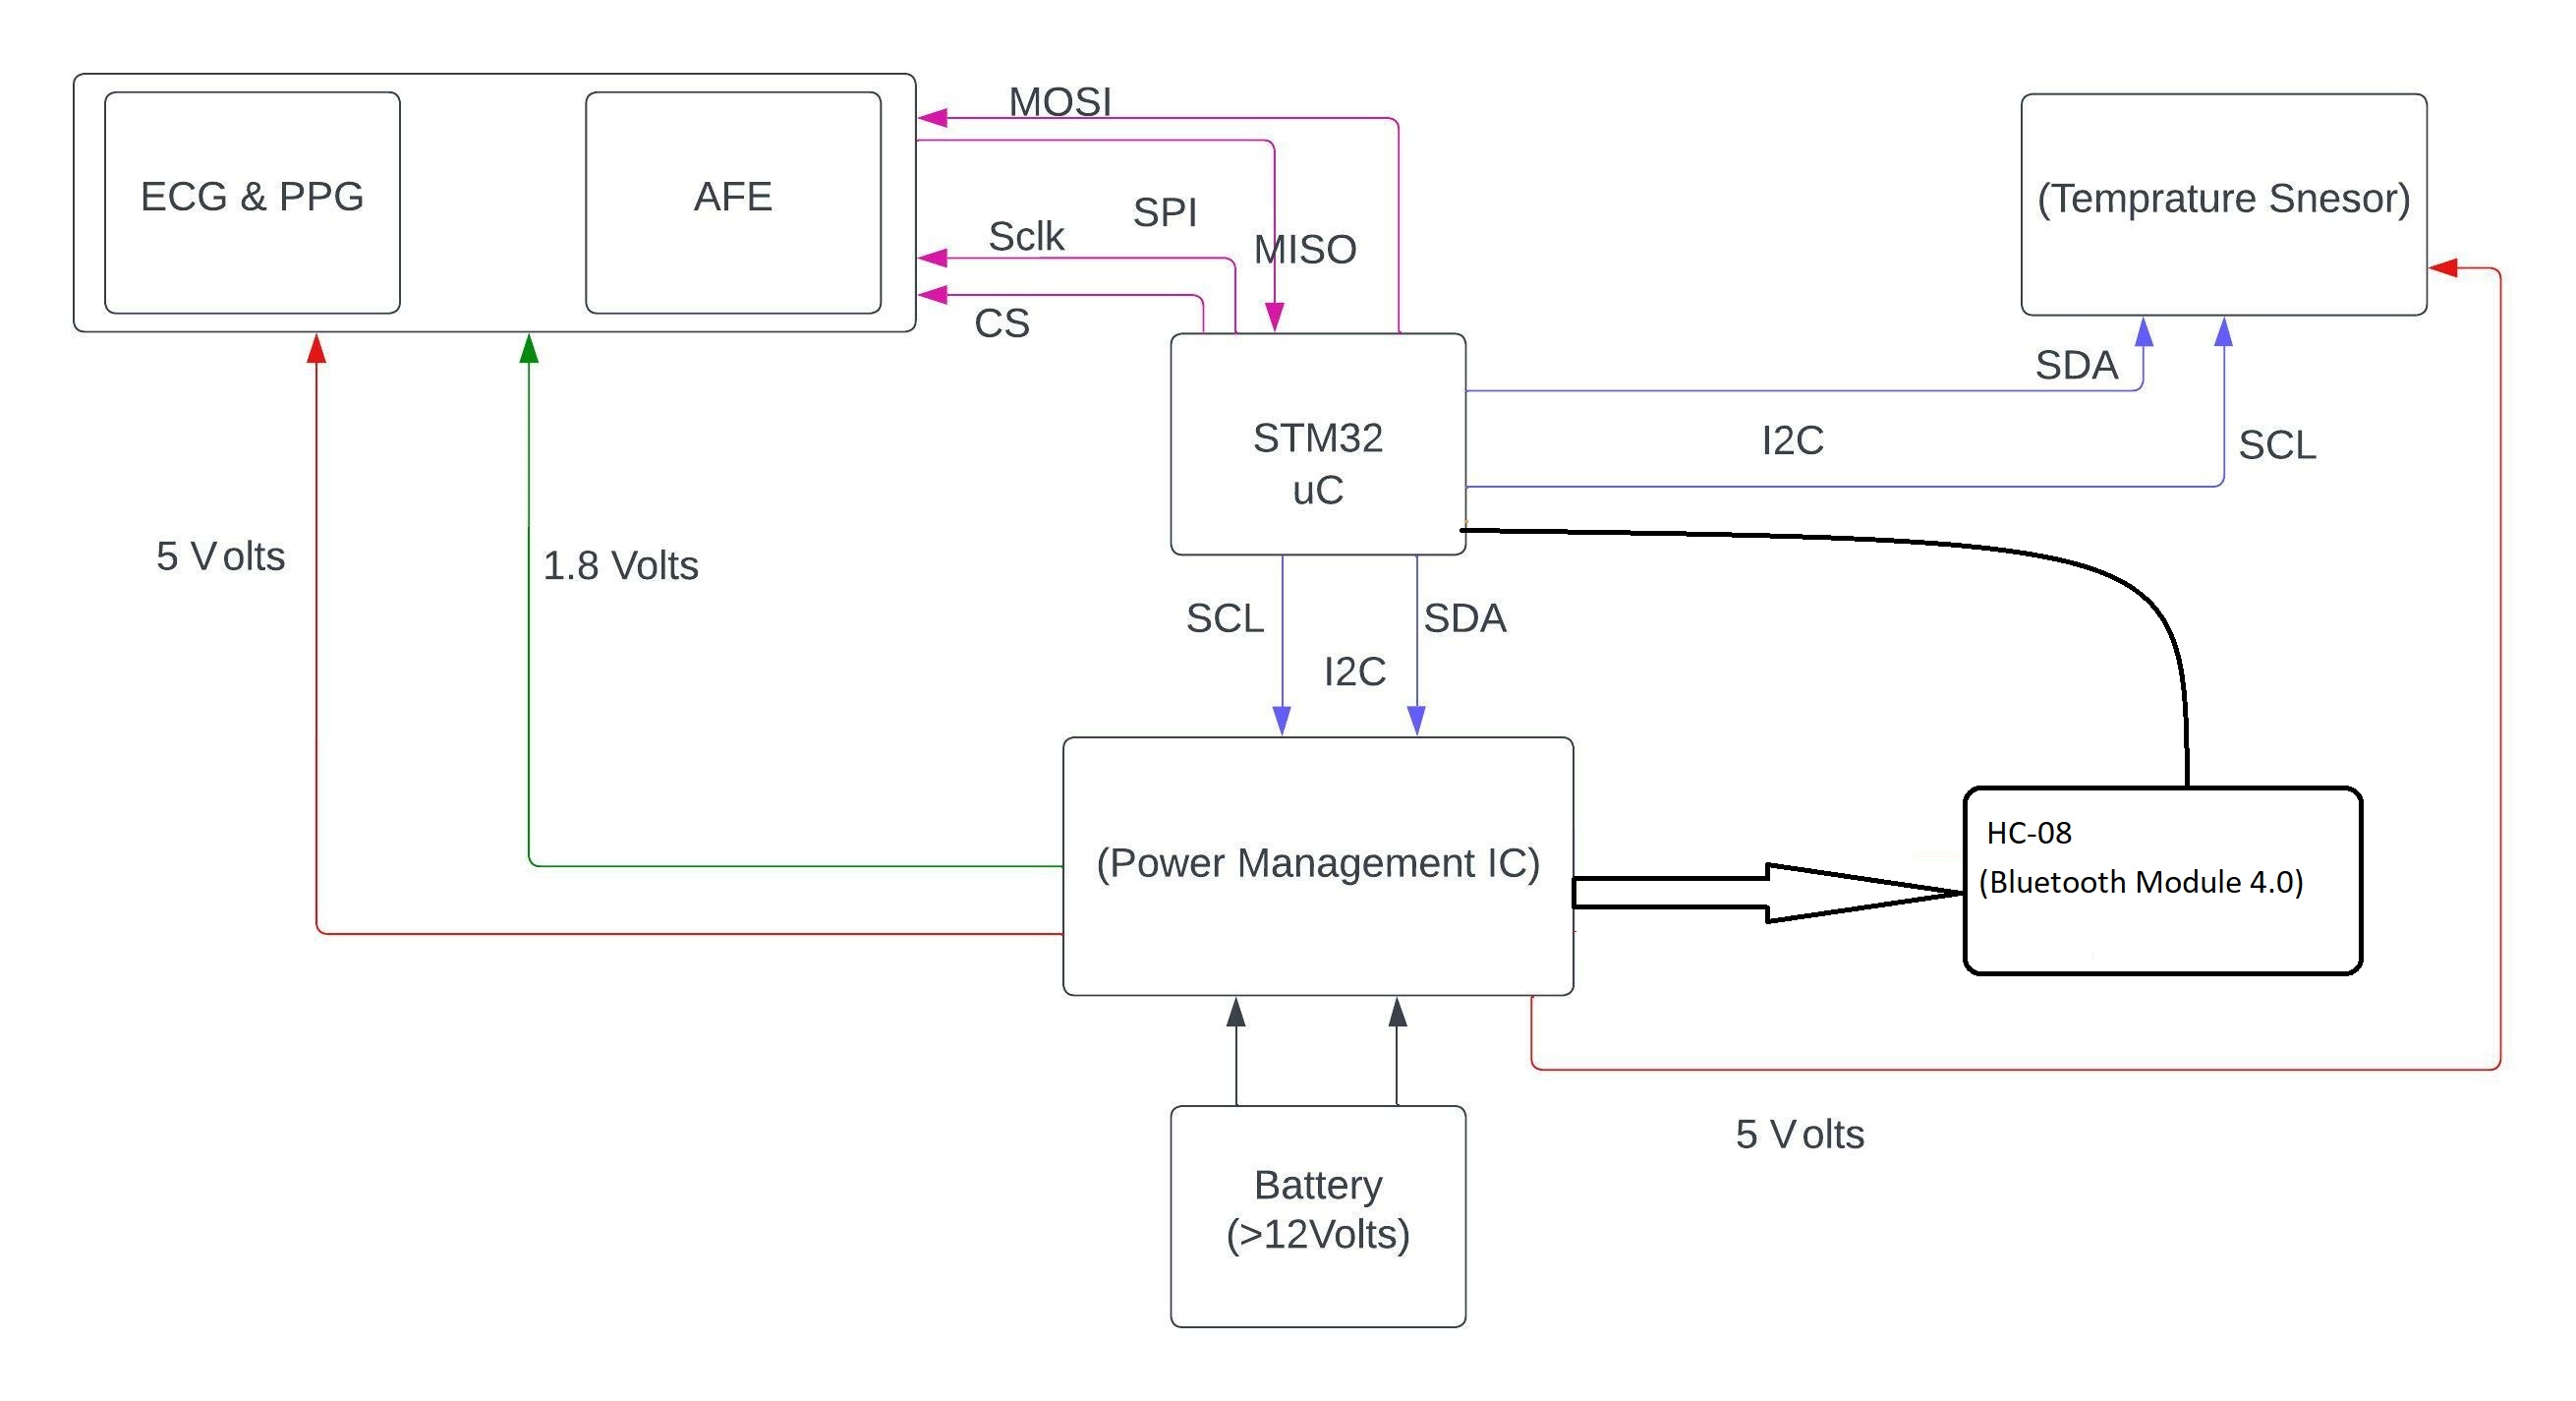 MOSI
ECG & PPG
AFE
(Temprature Snesor)
SPI
Sclk
MISO
CS
SDA
STM32
uC
I2C
SCL
5 Volts
1.8 Volts
SCL
SDA
I2C
(Power Management IC)
HC-08
(Bluetooth Module 4.0)
5 Volts
Battery
(>12Volts)